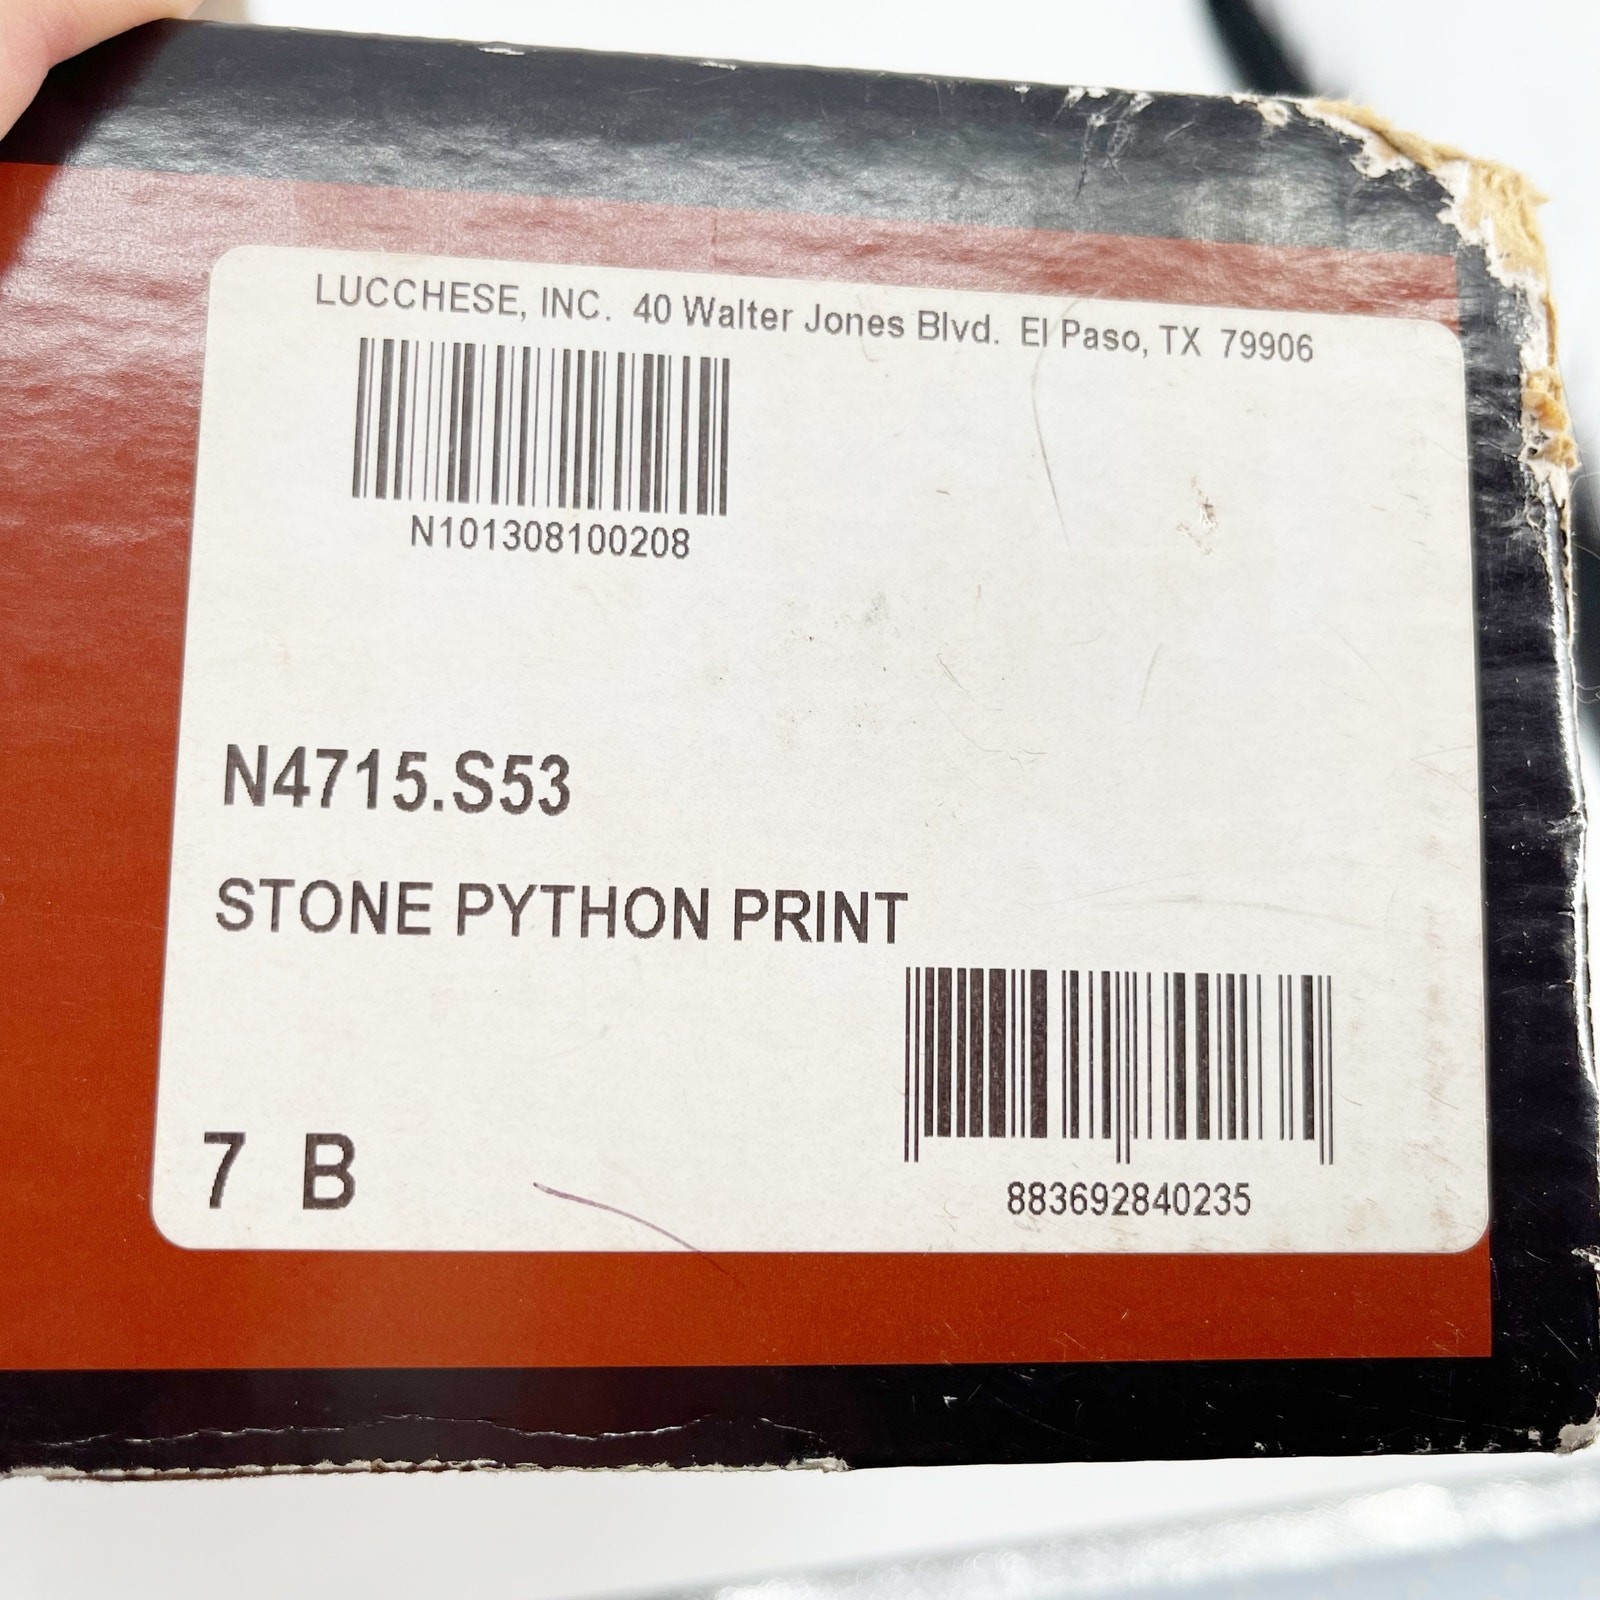 LUCCHESE, INC. 40 Walter Jones Blvd. El Paso, TX 79906
N101308100208
N4715.S53
STONE PYTHON PRINT
7 B
883692840235